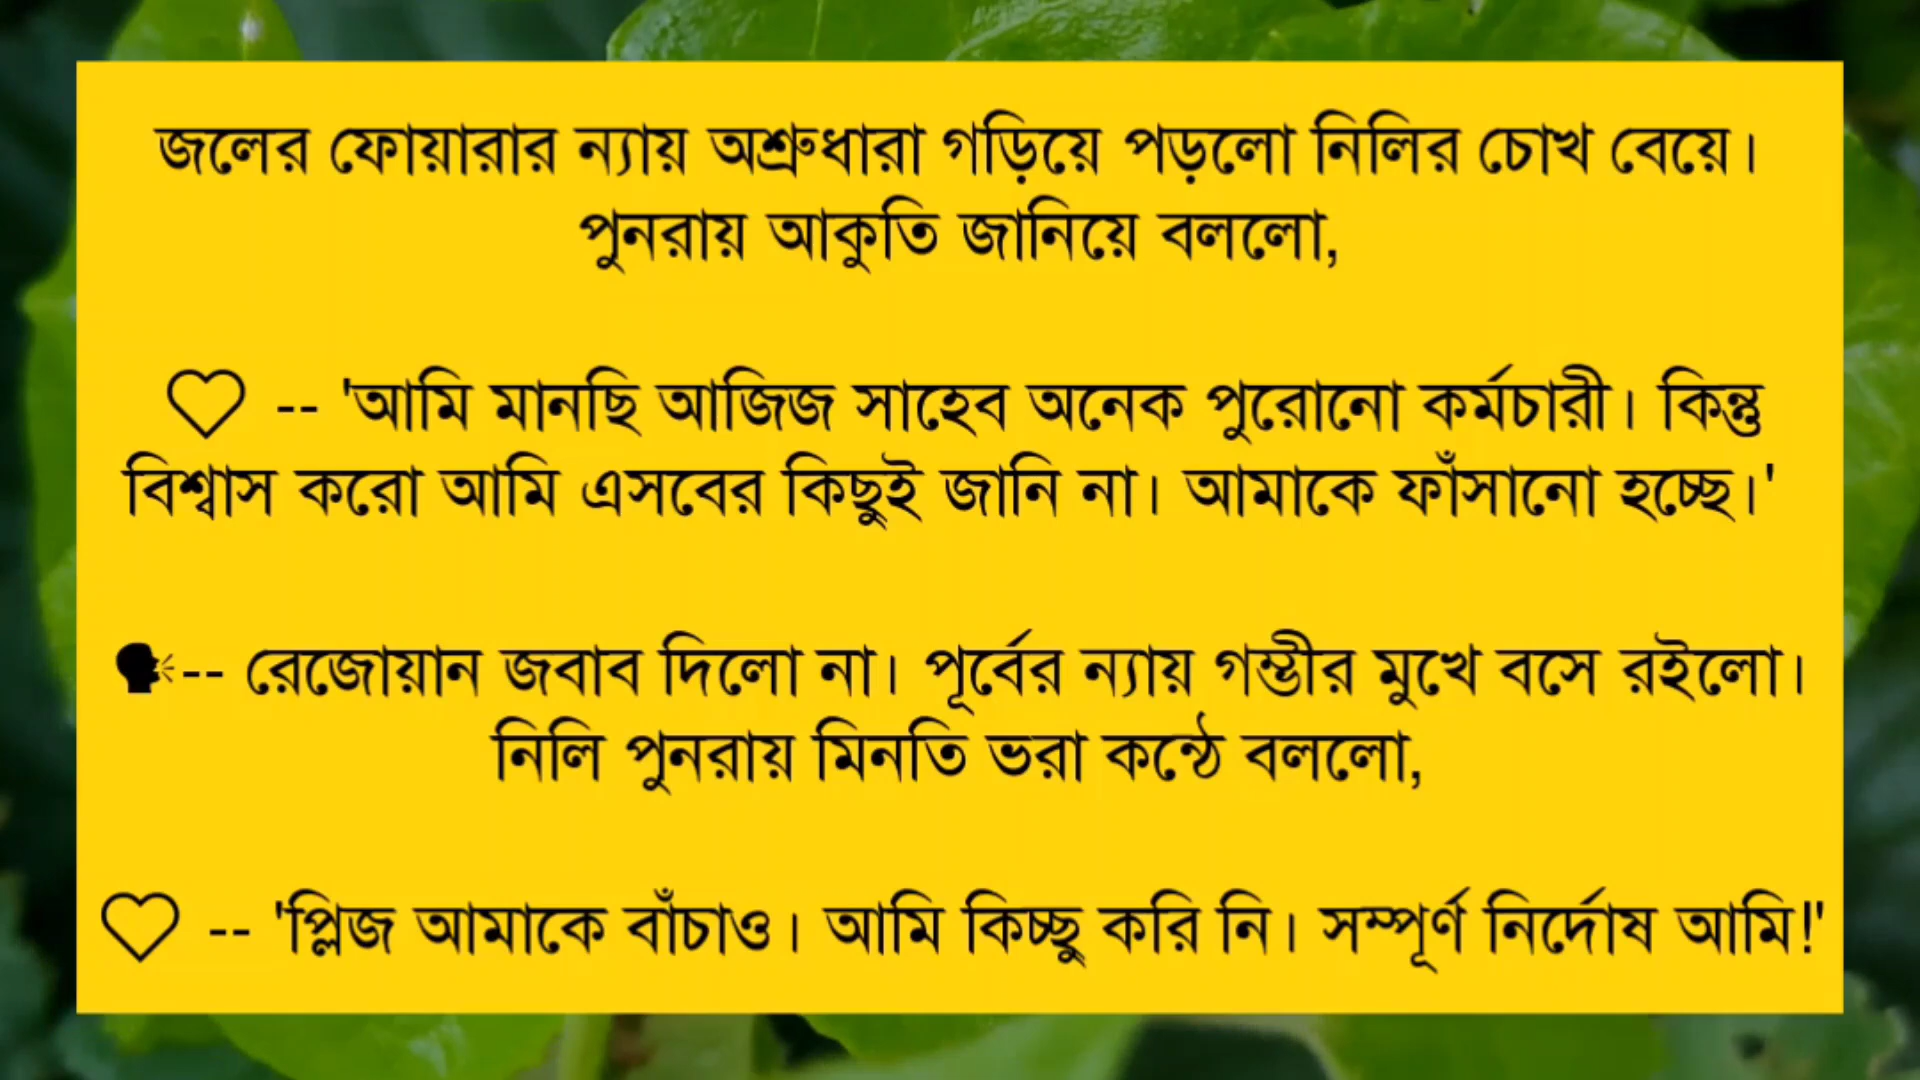 জলের ফোয়ারার ন্যায় অশ্রুধারা গড়িয়ে পড়লো নিলির চোখ বেয়ে।
পুনরায় আকুতি জানিয়ে বললো,
♡ -- 'আমি মানছি আজিজ সাহেব অনেক পুরোনো কর্মচারী। কিন্তু
বিশ্বাস করো আমি এসবের কিছুই জানি না। আমাকে ফাঁসানো হচ্ছে।'
🗣-- রেজোয়ান জবাব দিলো না। পূর্বের ন্যায় গম্ভীর মুখে বসে রইলো।
নিলি পুনরায় মিনতি ভরা কন্ঠে বললো,
♡ -- 'প্লিজ আমাকে বাঁচাও। আমি কিচ্ছু করি নি। সম্পূর্ণ নির্দোষ আমি!'